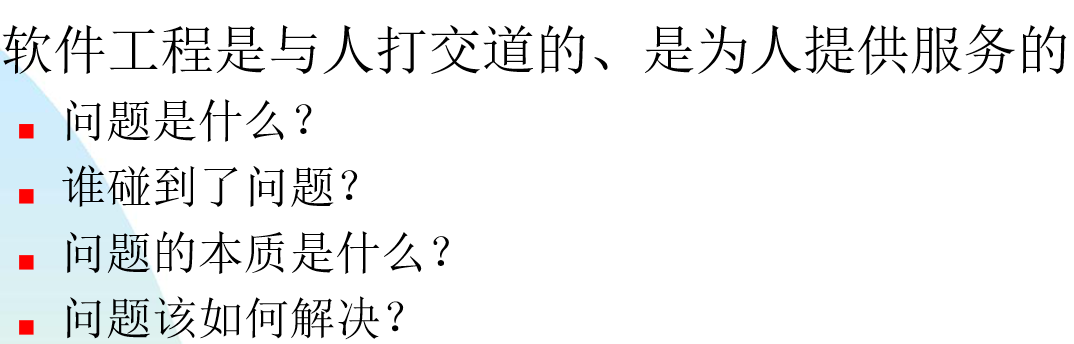 软件工程是与人打交道的、是为人提供服务的
问题是什么？
谁碰到了问题？
问题的本质是什么？
问题该如何解决？